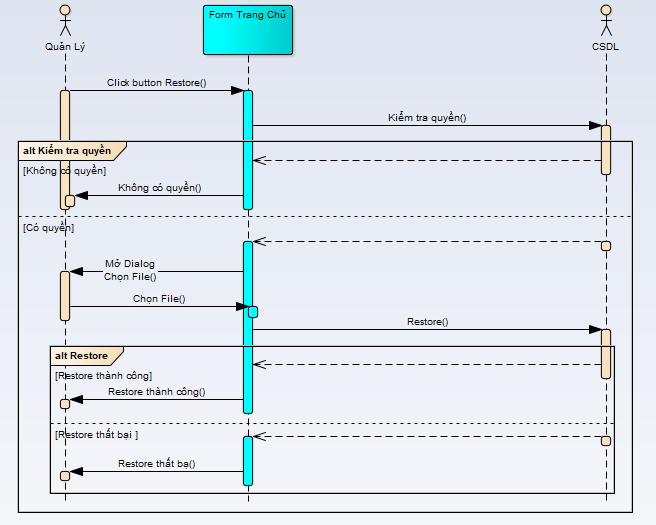 Form Trang Chủ
Quản Lý
CSDL
Click button Restore()
Kiểm tra quyền()
alt Kiểm tra quyền
[Không có quyền]
Không có quyền()
[Có quyền]
Mở Dialog
Chọn File()
Chọn File()
Restore()
alt Restore
[Restore thành công]
Restore thành công()
[Restore thất bại ]
Restore thất bạ()